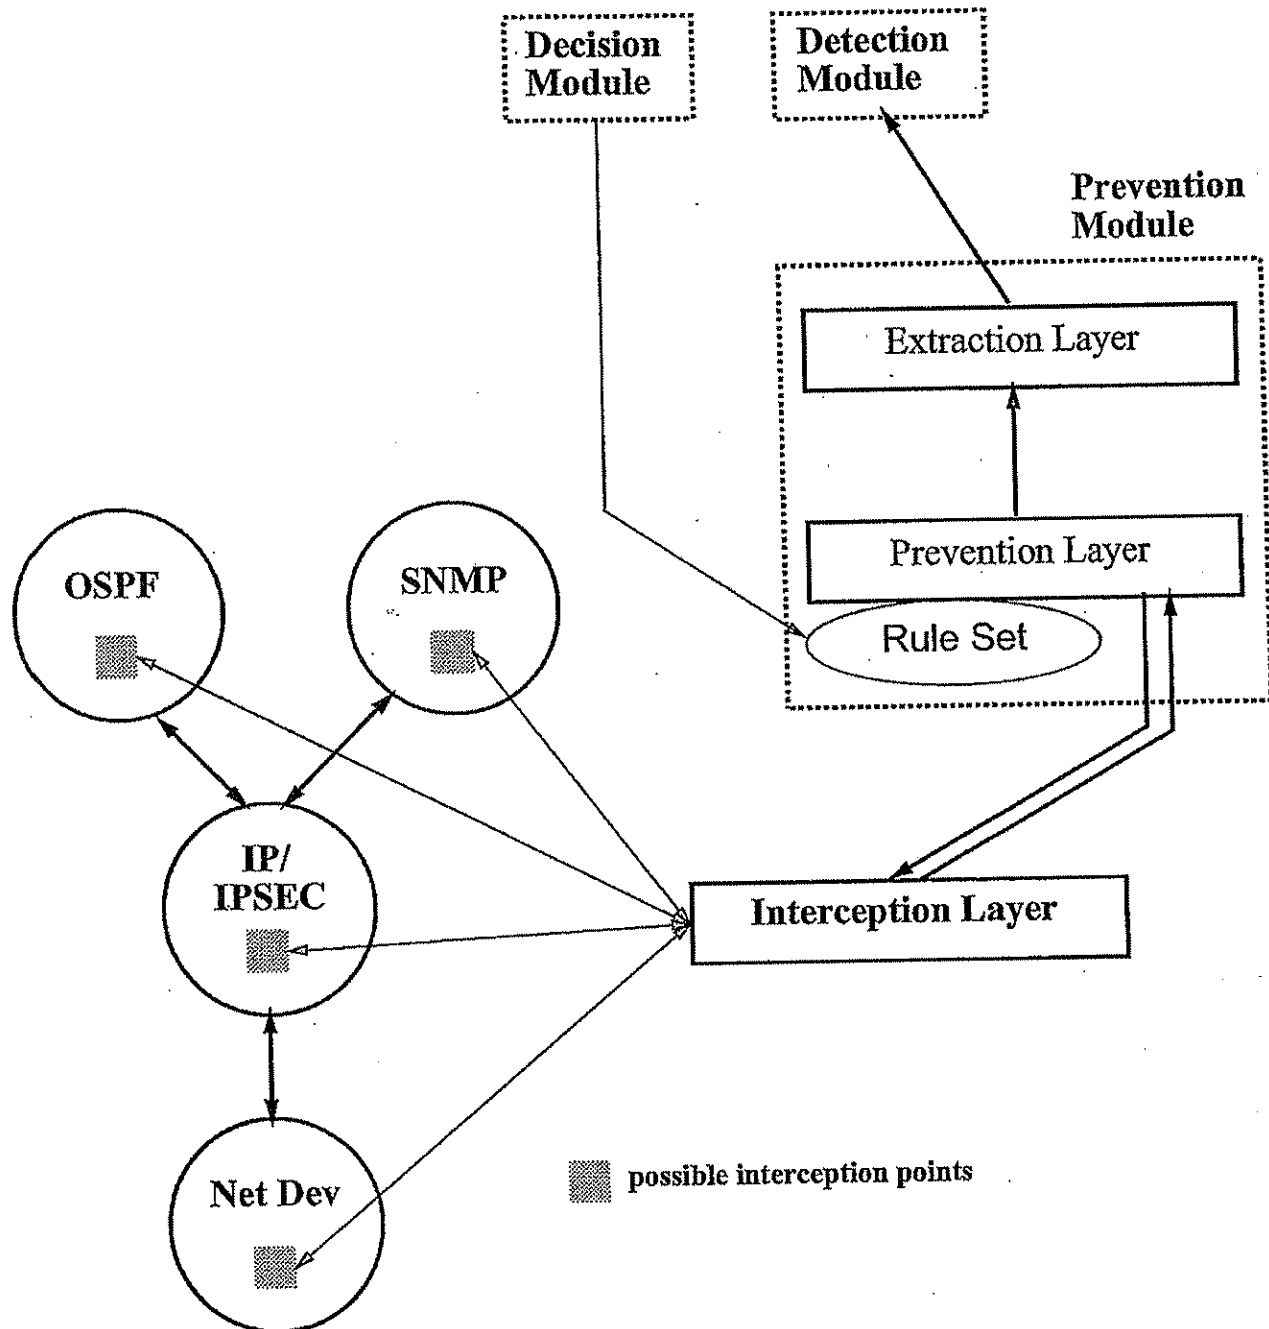 Decision
Module
Detection
Module
Prevention
Module
Extraction Layer
Prevention Layer
Rule Set
OSPF
SNMP
IP/
IPSEC
Interception Layer
Net Dev
possible interception points